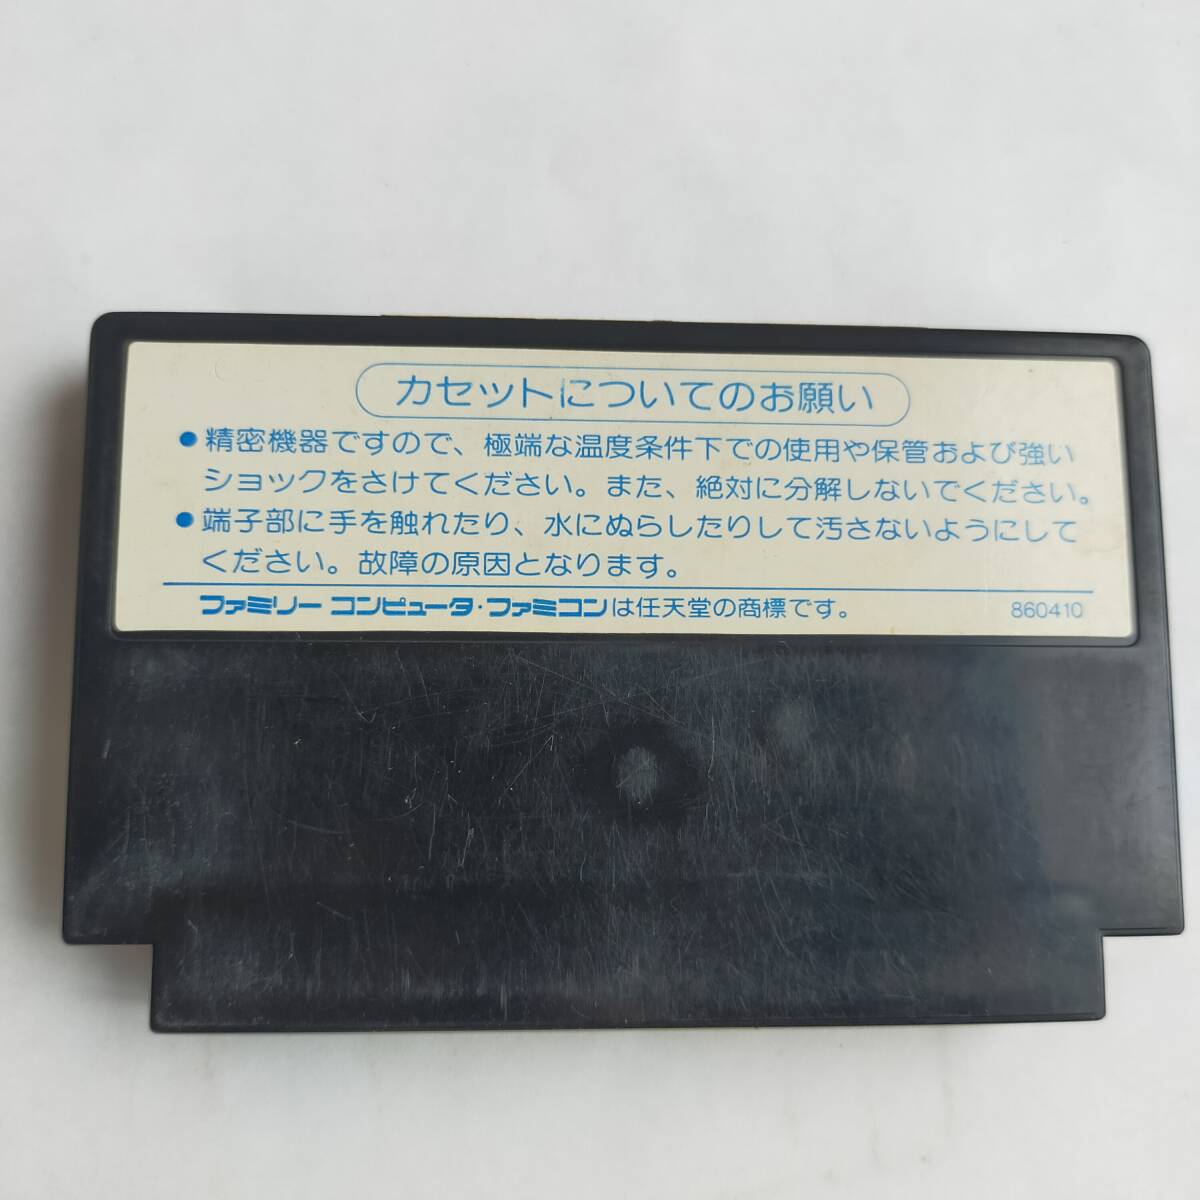 カセットについてのお願い
●精密機器ですので、極端な温度条件下での使用や保管および強い
ショックをさけてください。また、絶対に分解しないでください。
●端子部に手を触れたり、水にぬらしたりして汚さないようにして
ください。故障の原因となります。
ファミリーコンピュータ・ファミコンは任天堂の商標です。 860410